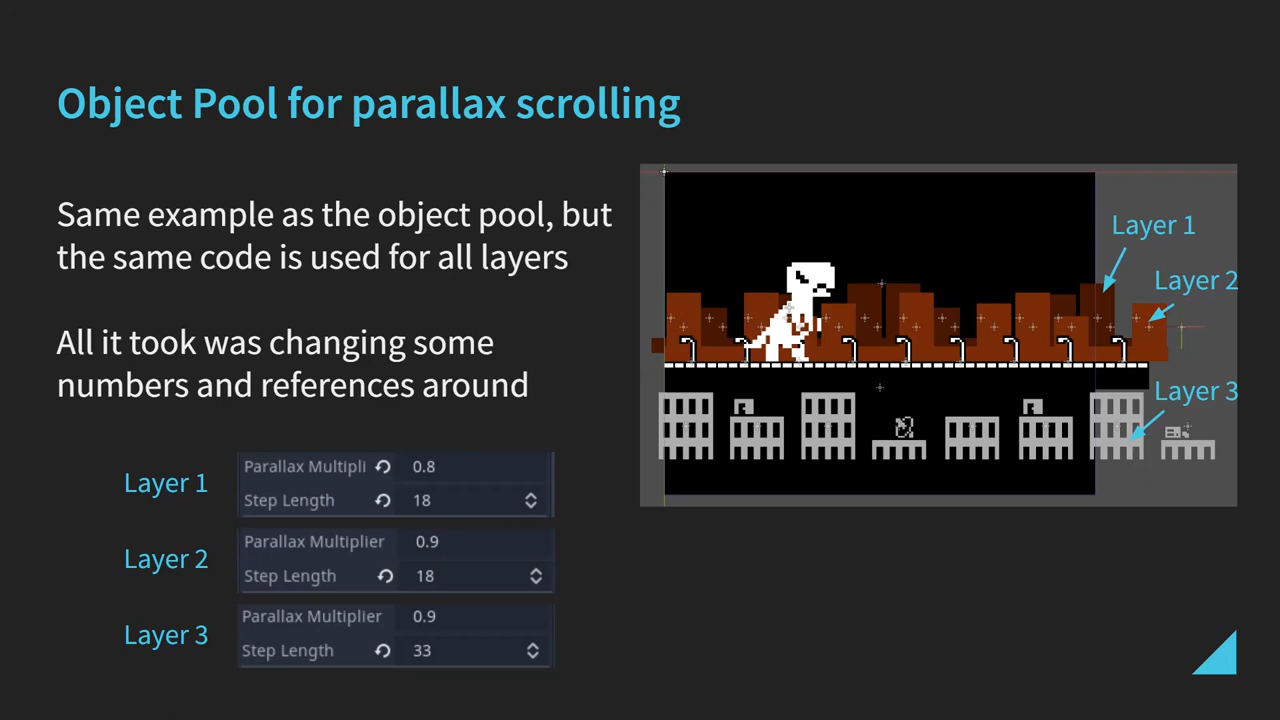 Object Pool for parallax scrolling
Same example as the object pool, but
the same code is used for all layers
All it took was changing some
numbers and references around
Layer 1
Parallax Multipli 0.8
Step Length 18
Layer 2
Parallax Multiplier 0.9
Step Length 18
Layer 3
Parallax Multiplier 0.9
Step Length 33
Layer 1
Layer 2
Layer 3